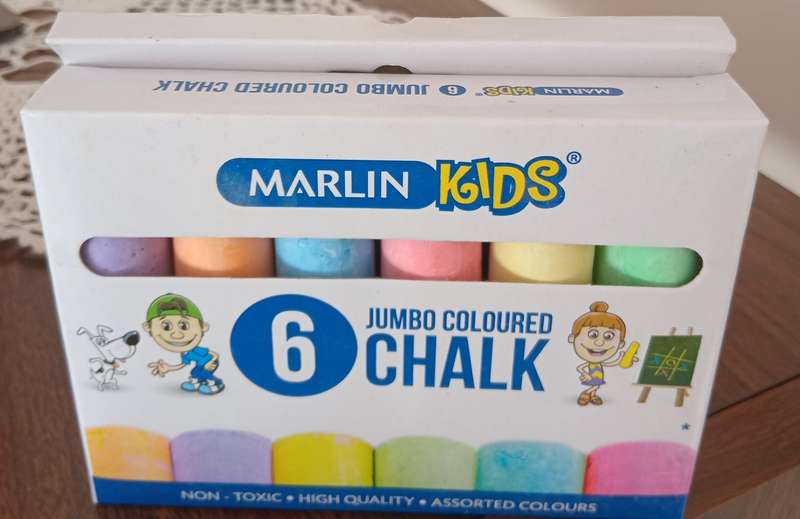 MARLIN KIDS® 6 JUMBO COLOURED CHALK
MARLIN KIDS®
6 JUMBO COLOURED
CHALK
*
NON - TOXIC • HIGH QUALITY • ASSORTED COLOURS